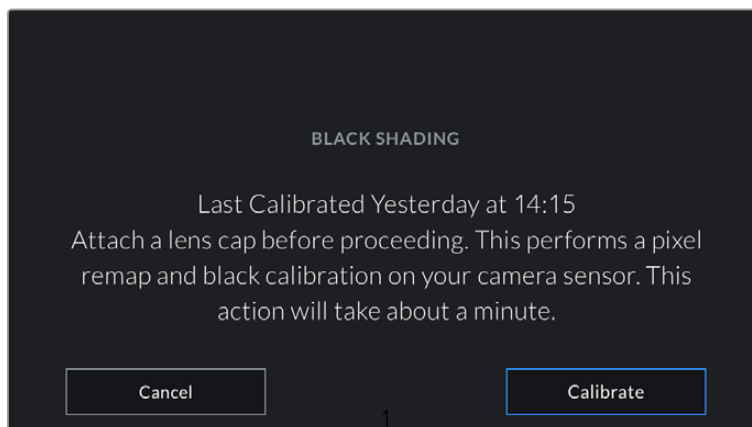 BLACK SHADING
Last Calibrated Yesterday at 14:15
Attach a lens cap before proceeding. This performs a pixel
remap and black calibration on your camera sensor. This
action will take about a minute.
Cancel
Calibrate
1